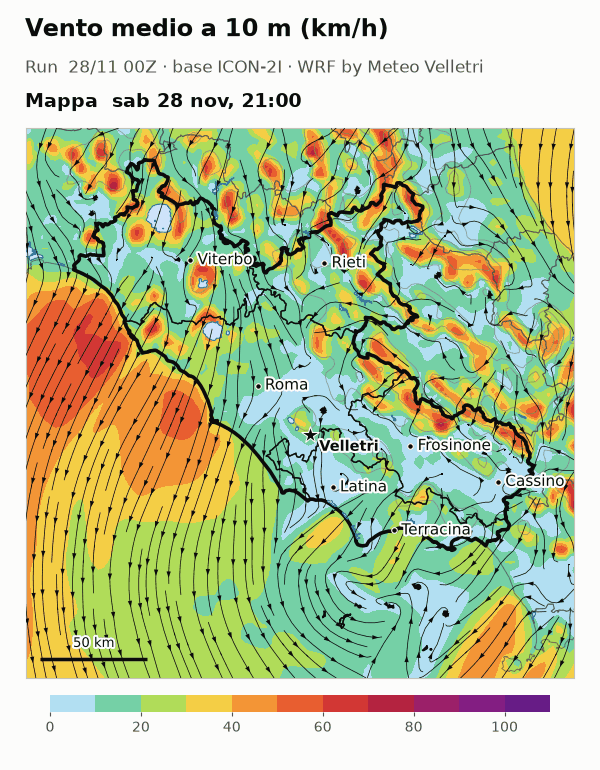 Vento medio a 10 m (km/h)
Run  28/11 00Z · base ICON-2I · WRF by Meteo Velletri
Mappa  sab 28 nov, 21:00
Viterbo
Rieti
Roma
Velletri
Frosinone
Cassino
Latina
Terracina
50 km
0 20 40 60 80 100